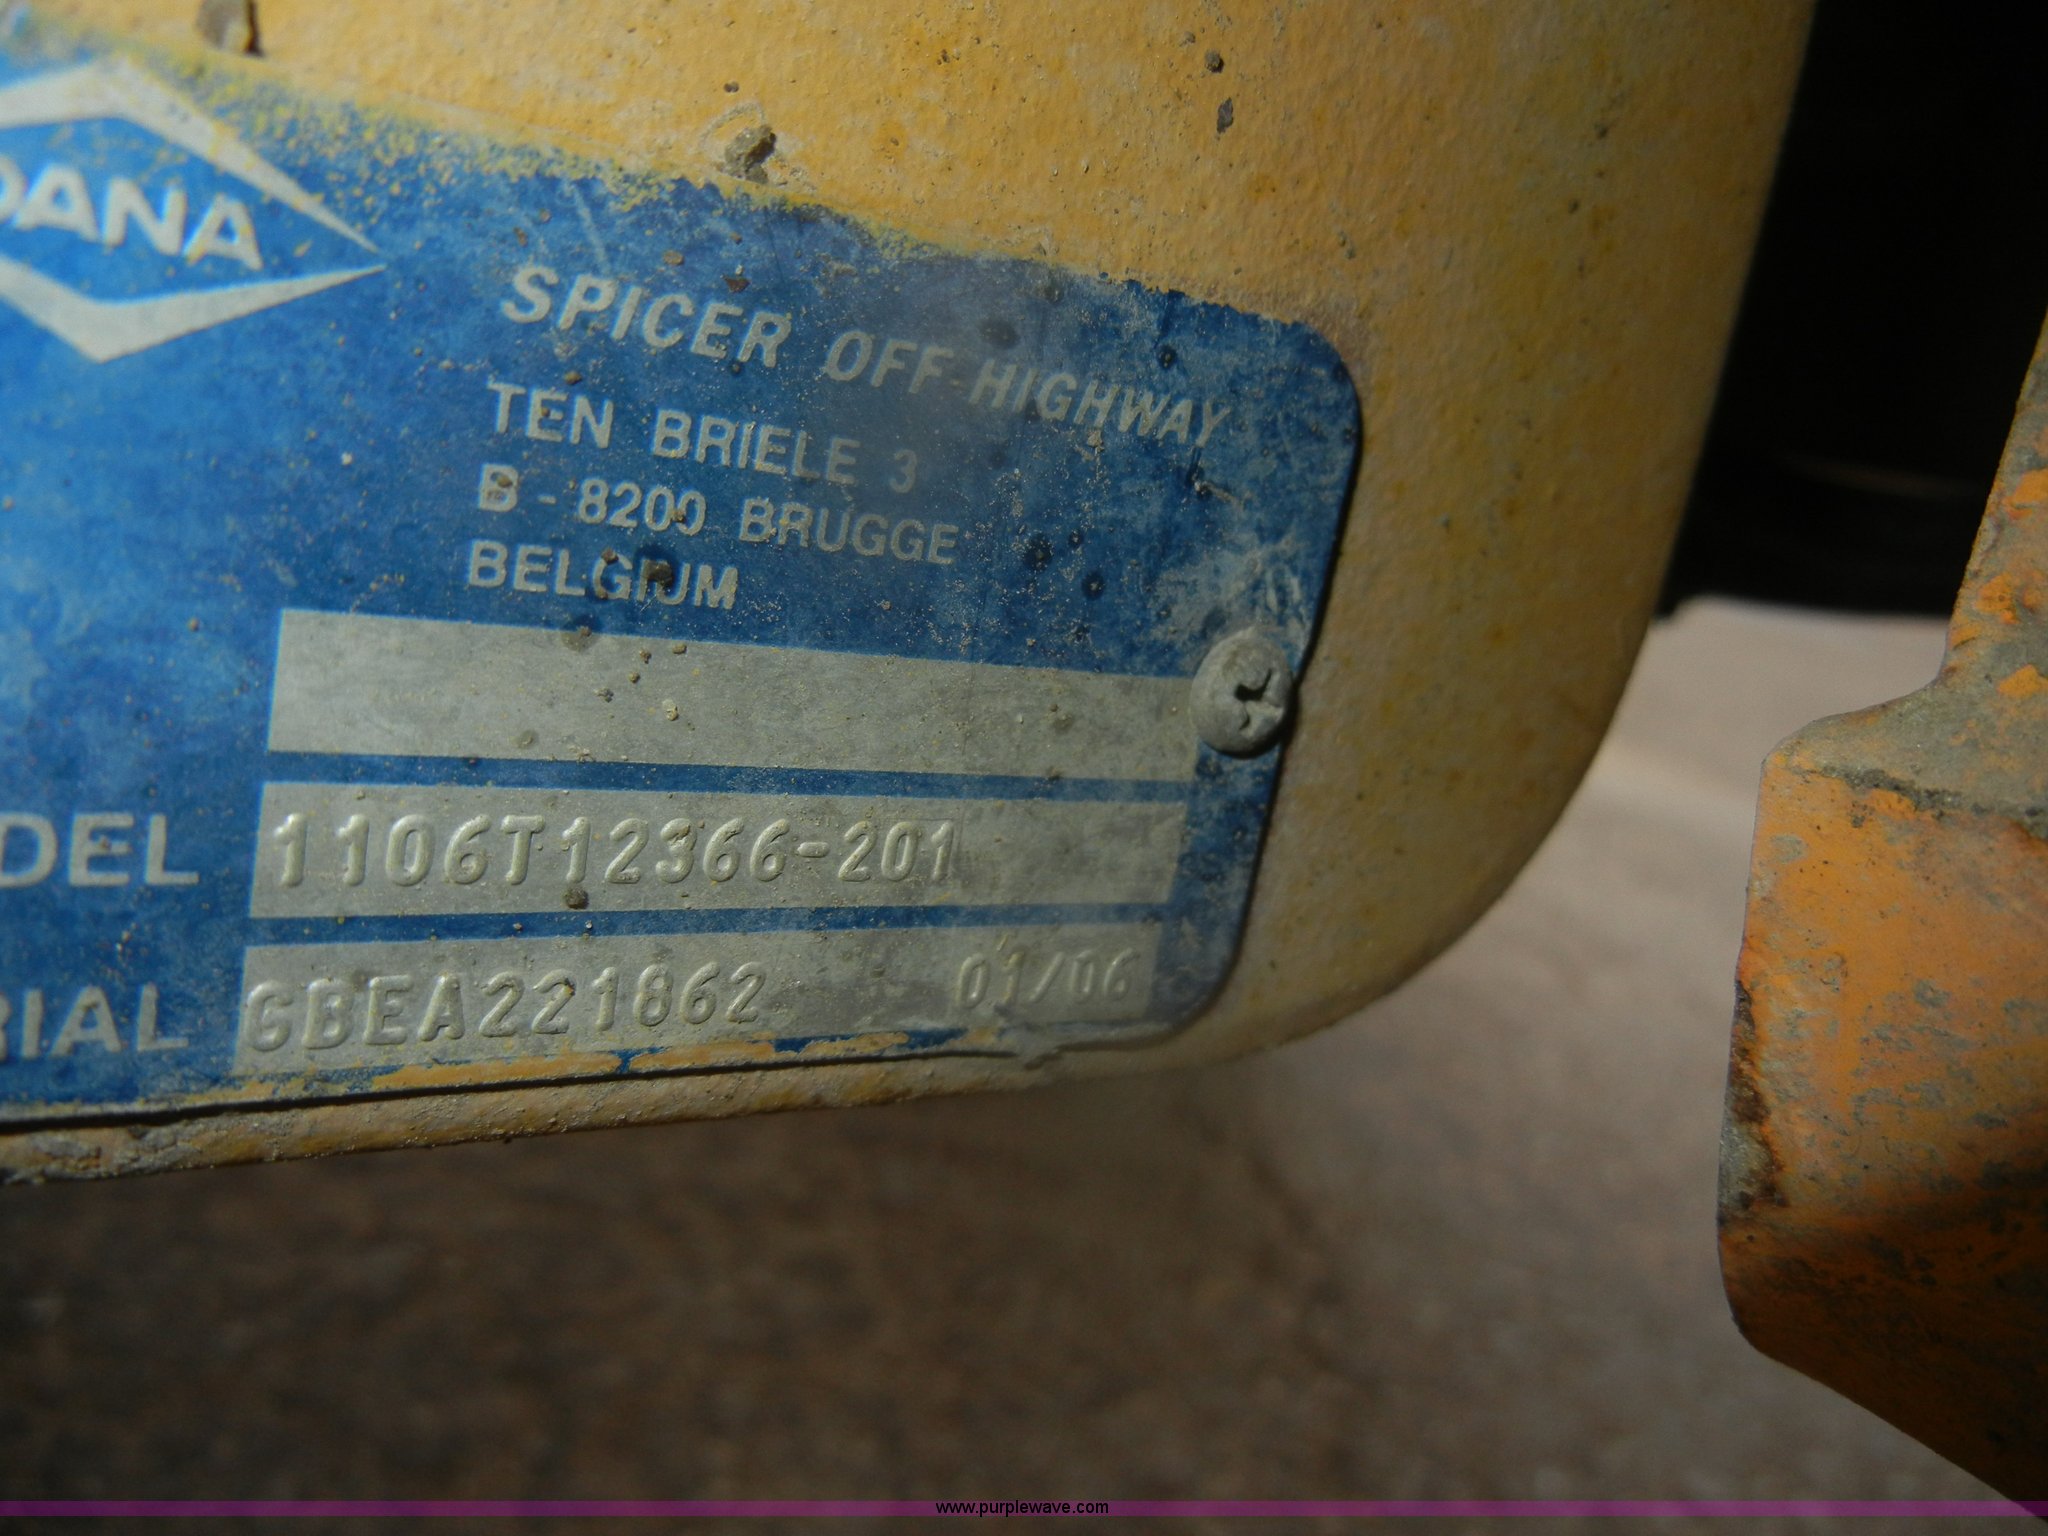 DANA
SPICER OFF-HIGHWAY
TEN BRIELE 3
B - 8200 BRUGGE
BELGIUM
DEL 1106T12366-201
RIAL GBEA221862 01/06
www.purplewave.com